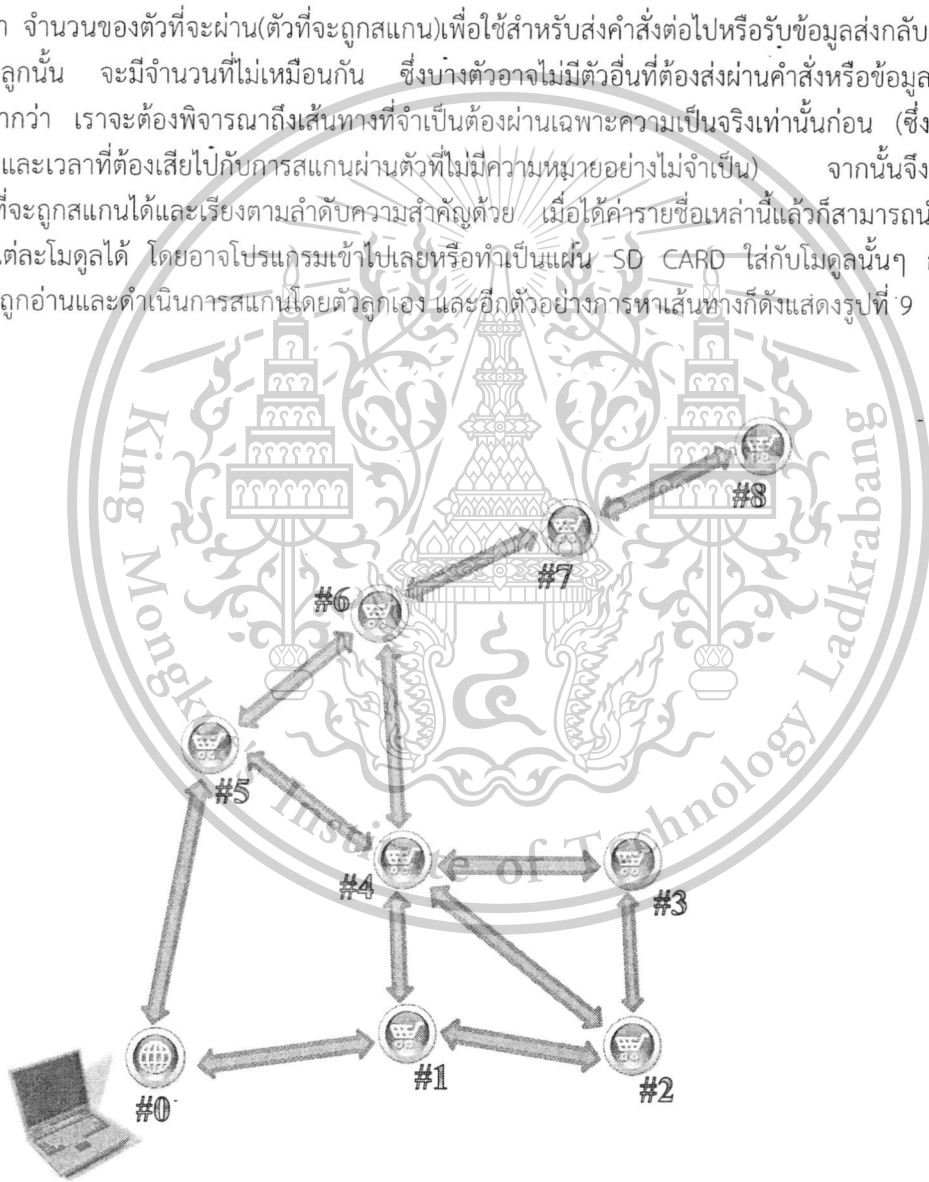 จำนวนของตัวที่จะผ่าน(ตัวที่จะถูกสแกน)เพื่อใช้สำหรับส่งคำสั่งต่อไปหรือรับข้อมูลส่งกลับ
ลูกนั้น จะมีจำนวนที่ไม่เหมือนกัน ซึ่งบางตัวอาจไม่มีตัวอื่นที่ต้องส่งผ่านคำสั่งหรือข้อมูล
ากว่า เราจะต้องพิจารณาถึงเส้นทางที่จำเป็นต้องผ่านเฉพาะความเป็นจริงเท่านั้นก่อน (ซึ่ง
และเวลาที่ต้องเสียไปกับการสแกนผ่านตัวที่ไม่มีความหมายอย่างไม่จำเป็น) จากนั้นจึง
ที่จะถูกสแกนได้และเรียงตามลำดับความสำคัญด้วย เมื่อได้ค่ารายชื่อเหล่านี้แล้วก็สามารถนำ
แต่ละโมดูลได้ โดยอาจโปรแกรมเข้าไปเลยหรือทำเป็นแผ่น SD CARD ใส่กับโมดูลนั้นๆ
ถูกอ่านและดำเนินการสแกนโดยตัวลูกเอง และอีกตัวอย่างการหาเส้นทางก็ดังแสดงรูปที่ 9
#8
#7
#6
#5
#4
#3
#1
#2
#0
King Mongkut's Institute of Technology Ladkrabang